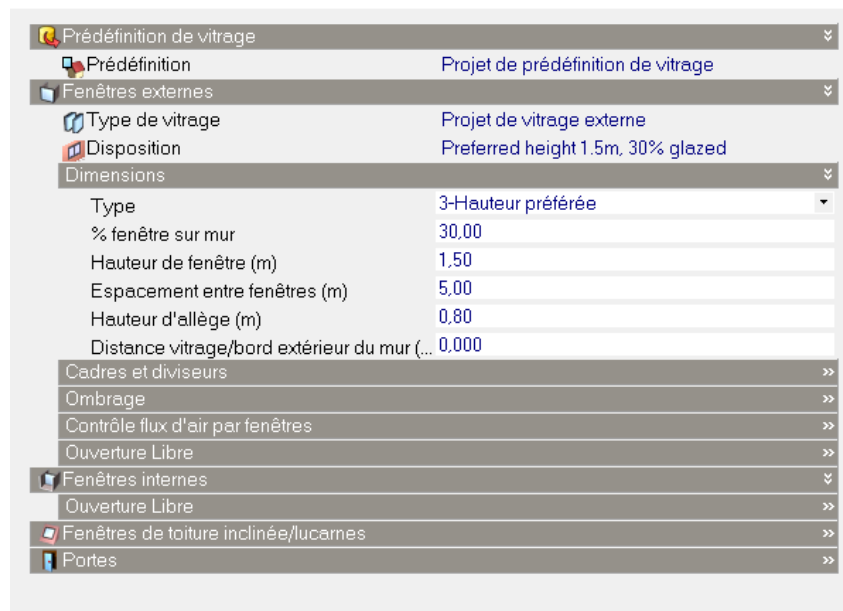 Prédéfinition de vitrage
Prédéfinition Projet de prédéfinition de vitrage
Fenêtres externes
Type de vitrage Projet de vitrage externe
Disposition Preferred height 1.5m, 30% glazed
Dimensions
Type 3-Hauteur préférée
% fenêtre sur mur 30,00
Hauteur de fenêtre (m) 1,50
Espacement entre fenêtres (m) 5,00
Hauteur d'allège (m) 0,80
Distance vitrage/bord extérieur du mur (... 0,000
Cadres et diviseurs
Ombrage
Contrôle flux d'air par fenêtres
Ouverture Libre
Fenêtres internes
Ouverture Libre
Fenêtres de toiture inclinée/lucarnes
Portes